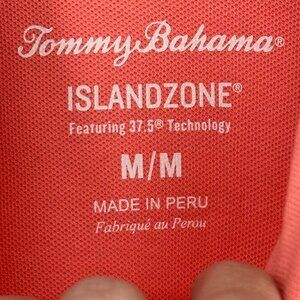 Tommy Bahama®
ISLANDZONE®
Featuring 37.5® Technology
M/M
MADE IN PERU
Fabriqué au Perou